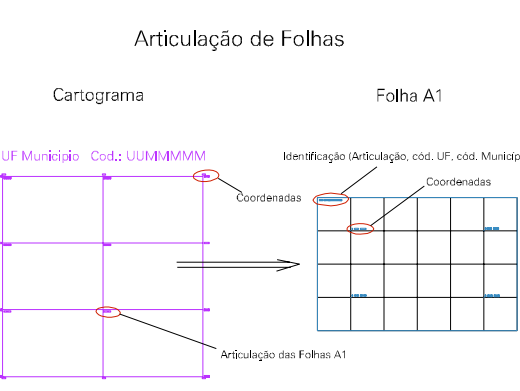 Articulação de Folhas
Cartograma
Folha A1
UF Municipio Cod.: UUMMMMM
Identificação (Articulação, cód. UF, cód. Municíp
Coordenadas
Coordenadas
Articulação das Folhas A1